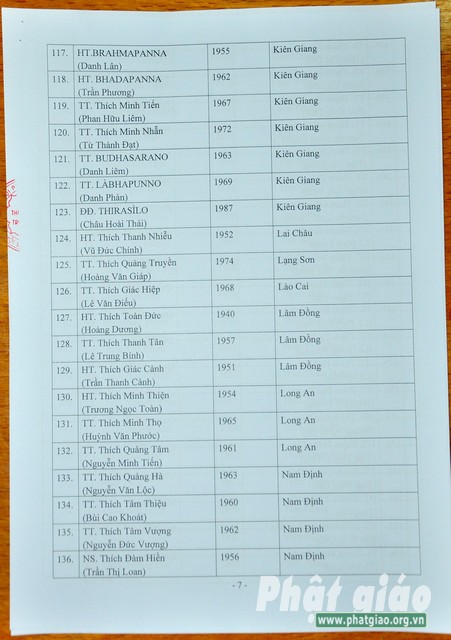 117. HT.BRAHMAPANNA 1955 Kiên Giang
(Danh Lân)
118. HT. BHADAPANNA 1962 Kiên Giang
(Trần Phương)
119. TT. Thích Minh Tiến 1967 Kiên Giang
(Phan Hữu Liêm)
120. TT. Thích Minh Nhẫn 1972 Kiên Giang
(Từ Thành Đạt)
121. TT. BUDHASARANO 1963 Kiên Giang
(Danh Liêm)
122. TT. LÀBHAPUNNO 1969 Kiên Giang
(Danh Phản)
123. ĐĐ. THIRASÌLO 1987 Kiên Giang
(Châu Hoài Thái)
124. HT. Thích Thanh Nhiễu 1952 Lai Châu
(Vũ Đức Chính)
125. TT. Thích Quảng Truyền 1974 Lạng Sơn
(Hoàng Văn Giáp)
126. TT. Thích Giác Hiệp 1968 Lào Cai
(Lê Văn Điểu)
127. HT. Thích Toàn Đức 1940 Lâm Đồng
(Hoàng Dương)
128. TT. Thích Thanh Tân 1957 Lâm Đồng
(Lê Trung Bính)
129. HT. Thích Giác Cảnh 1951 Lâm Đồng
(Trần Thanh Cảnh)
130. HT. Thích Minh Thiện 1954 Long An
(Trương Ngọc Toàn)
131. TT. Thích Minh Thọ 1965 Long An
(Huỳnh Văn Phước)
132. TT. Thích Quảng Tâm 1961 Long An
(Nguyễn Minh Tiến)
133. TT. Thích Quảng Hà 1963 Nam Định
(Nguyễn Văn Lộc)
134. TT. Thích Tâm Thiệu 1960 Nam Định
(Bùi Cao Khoát)
135. TT. Thích Tâm Vượng 1962 Nam Định
(Nguyễn Đức Vượng)
136. NS. Thích Đàm Hiền 1956 Nam Định
(Trần Thị Loan)
- 7 -
Phật giáo
www.phatgiao.org.vn